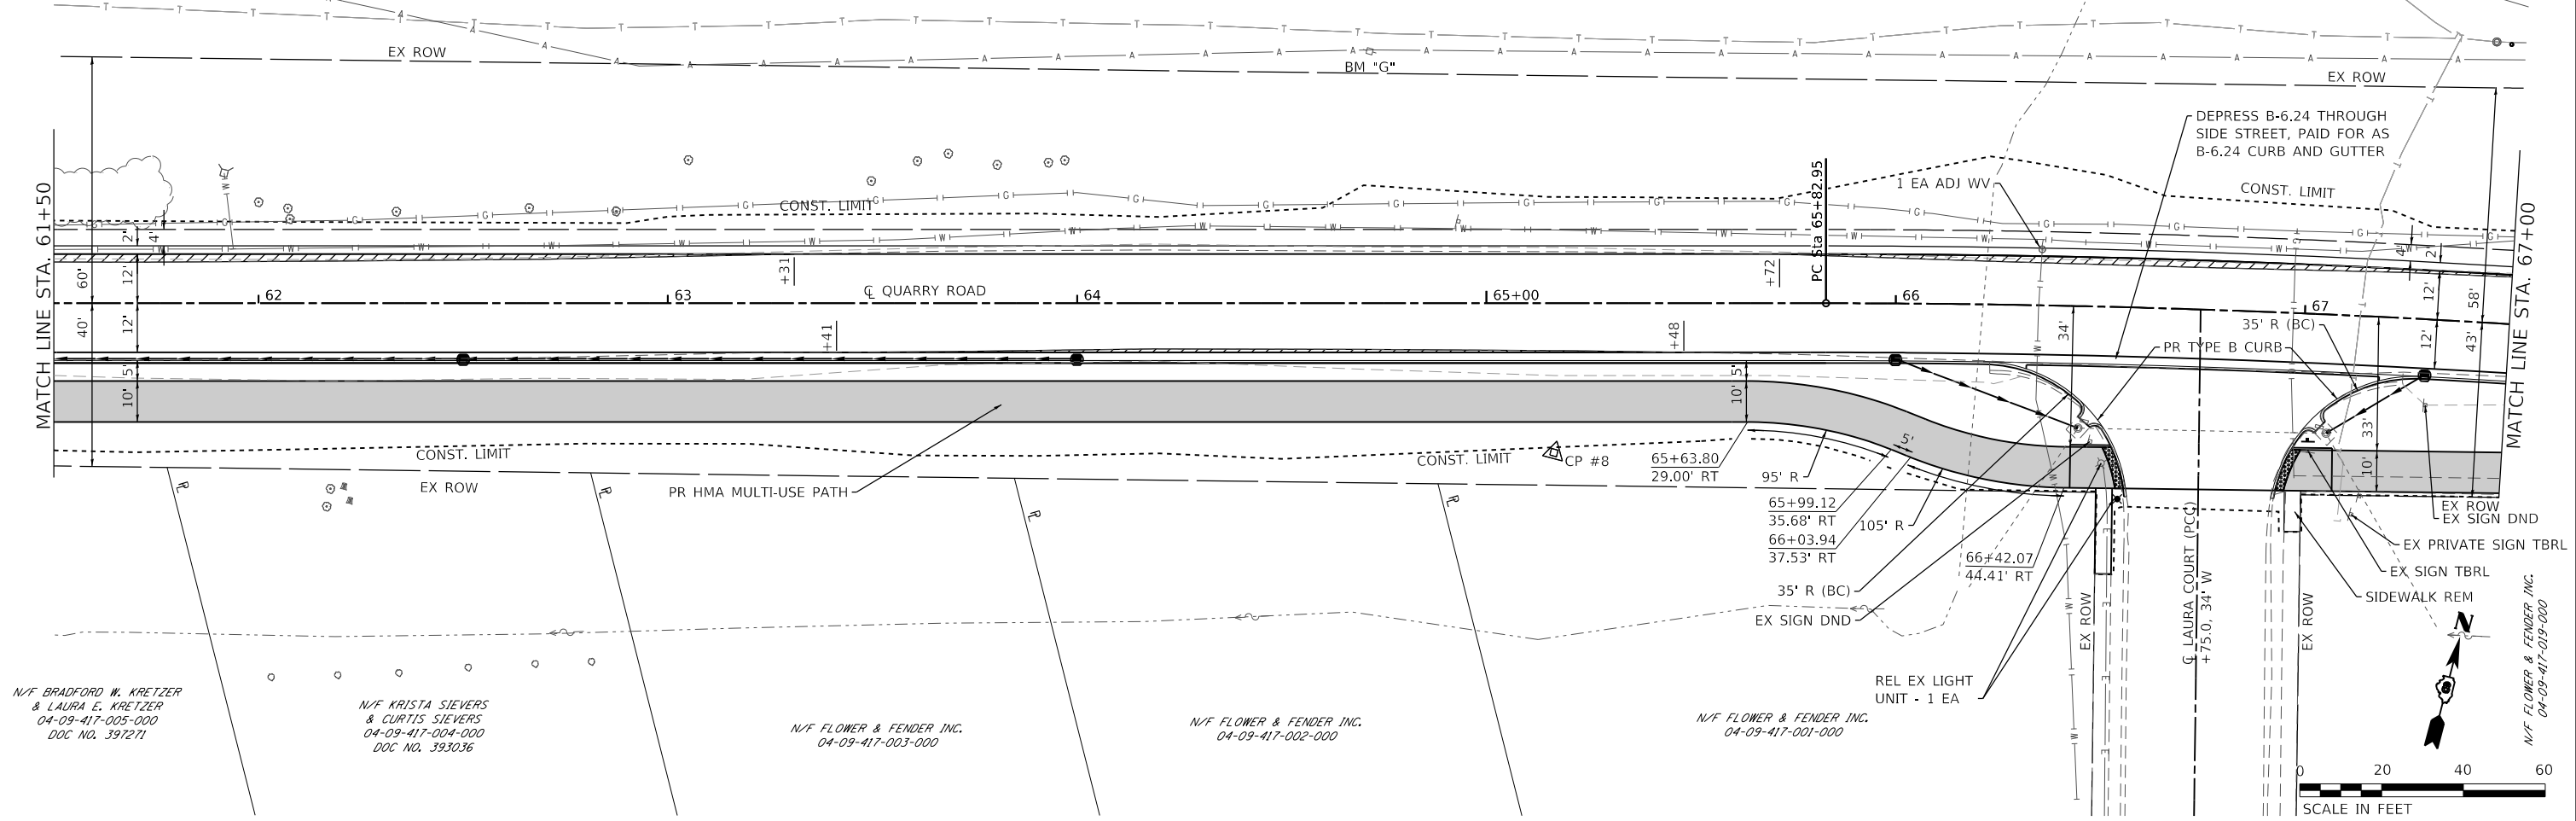 EX ROW
BM "G"
EX ROW
DEPRESS B-6.24 THROUGH
SIDE STREET, PAID FOR AS
B-6.24 CURB AND GUTTER
MATCH LINE STA. 61+50
CONST. LIMIT
PC Sta 65+82.95
1 EA ADJ WV
CONST. LIMIT
MATCH LINE STA. 67+00
2'
4'
60'
12'
40'
12'
5'
10'
62
63
64
65+00
66
67
+31
+72
+41
+48
℄ QUARRY ROAD
4'
2'
12'
58'
12'
43'
34'
33'
10'
35' R (BC)
PR TYPE B CURB
5'
10'
5'
CONST. LIMIT
EX ROW
PR HMA MULTI-USE PATH
CONST. LIMIT
CP #8
65+63.80
29.00' RT
95' R
65+99.12
35.68' RT
66+03.94
37.53' RT
105' R
66+42.07
44.41' RT
35' R (BC)
EX SIGN DND
REL EX LIGHT
UNIT - 1 EA
EX ROW
℄ LAURA COURT (PCC)
+75.0, 34' W
EX ROW
EX ROW
EX SIGN DND
EX PRIVATE SIGN TBRL
EX SIGN TBRL
SIDEWALK REM
PL
PL
PL
PL
N/F BRADFORD W. KRETZER
& LAURA E. KRETZER
04-09-417-005-000
DOC NO. 397271
N/F KRISTA SIEVERS
& CURTIS SIEVERS
04-09-417-004-000
DOC NO. 393036
N/F FLOWER & FENDER INC.
04-09-417-003-000
N/F FLOWER & FENDER INC.
04-09-417-002-000
N/F FLOWER & FENDER INC.
04-09-417-001-000
N/F FLOWER & FENDER INC.
04-09-417-019-000
N
0 20 40 60
SCALE IN FEET